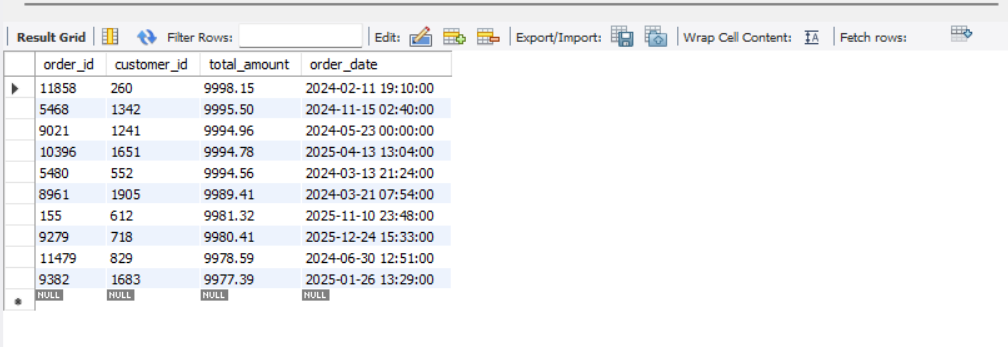 Result Grid Filter Rows: Edit: Export/Import: Wrap Cell Content: IA Fetch rows:
order_id customer_id total_amount order_date
11858 260 9998.15 2024-02-11 19:10:00
5468 1342 9995.50 2024-11-15 02:40:00
9021 1241 9994.96 2024-05-23 00:00:00
10396 1651 9994.78 2025-04-13 13:04:00
5480 552 9994.56 2024-03-13 21:24:00
8961 1905 9989.41 2024-03-21 07:54:00
155 612 9981.32 2025-11-10 23:48:00
9279 718 9980.41 2025-12-24 15:33:00
11479 829 9978.59 2024-06-30 12:51:00
9382 1683 9977.39 2025-01-26 13:29:00
NULL NULL NULL NULL